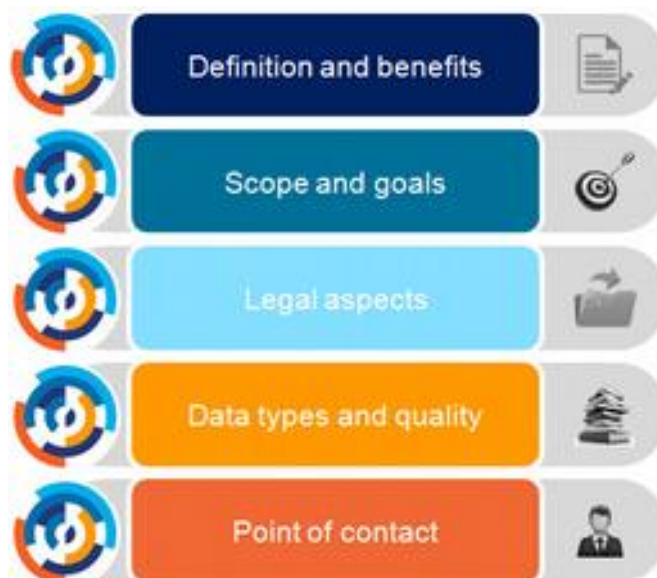 Definition and benefits
Scope and goals
Legal aspects
Data types and quality
Point of contact